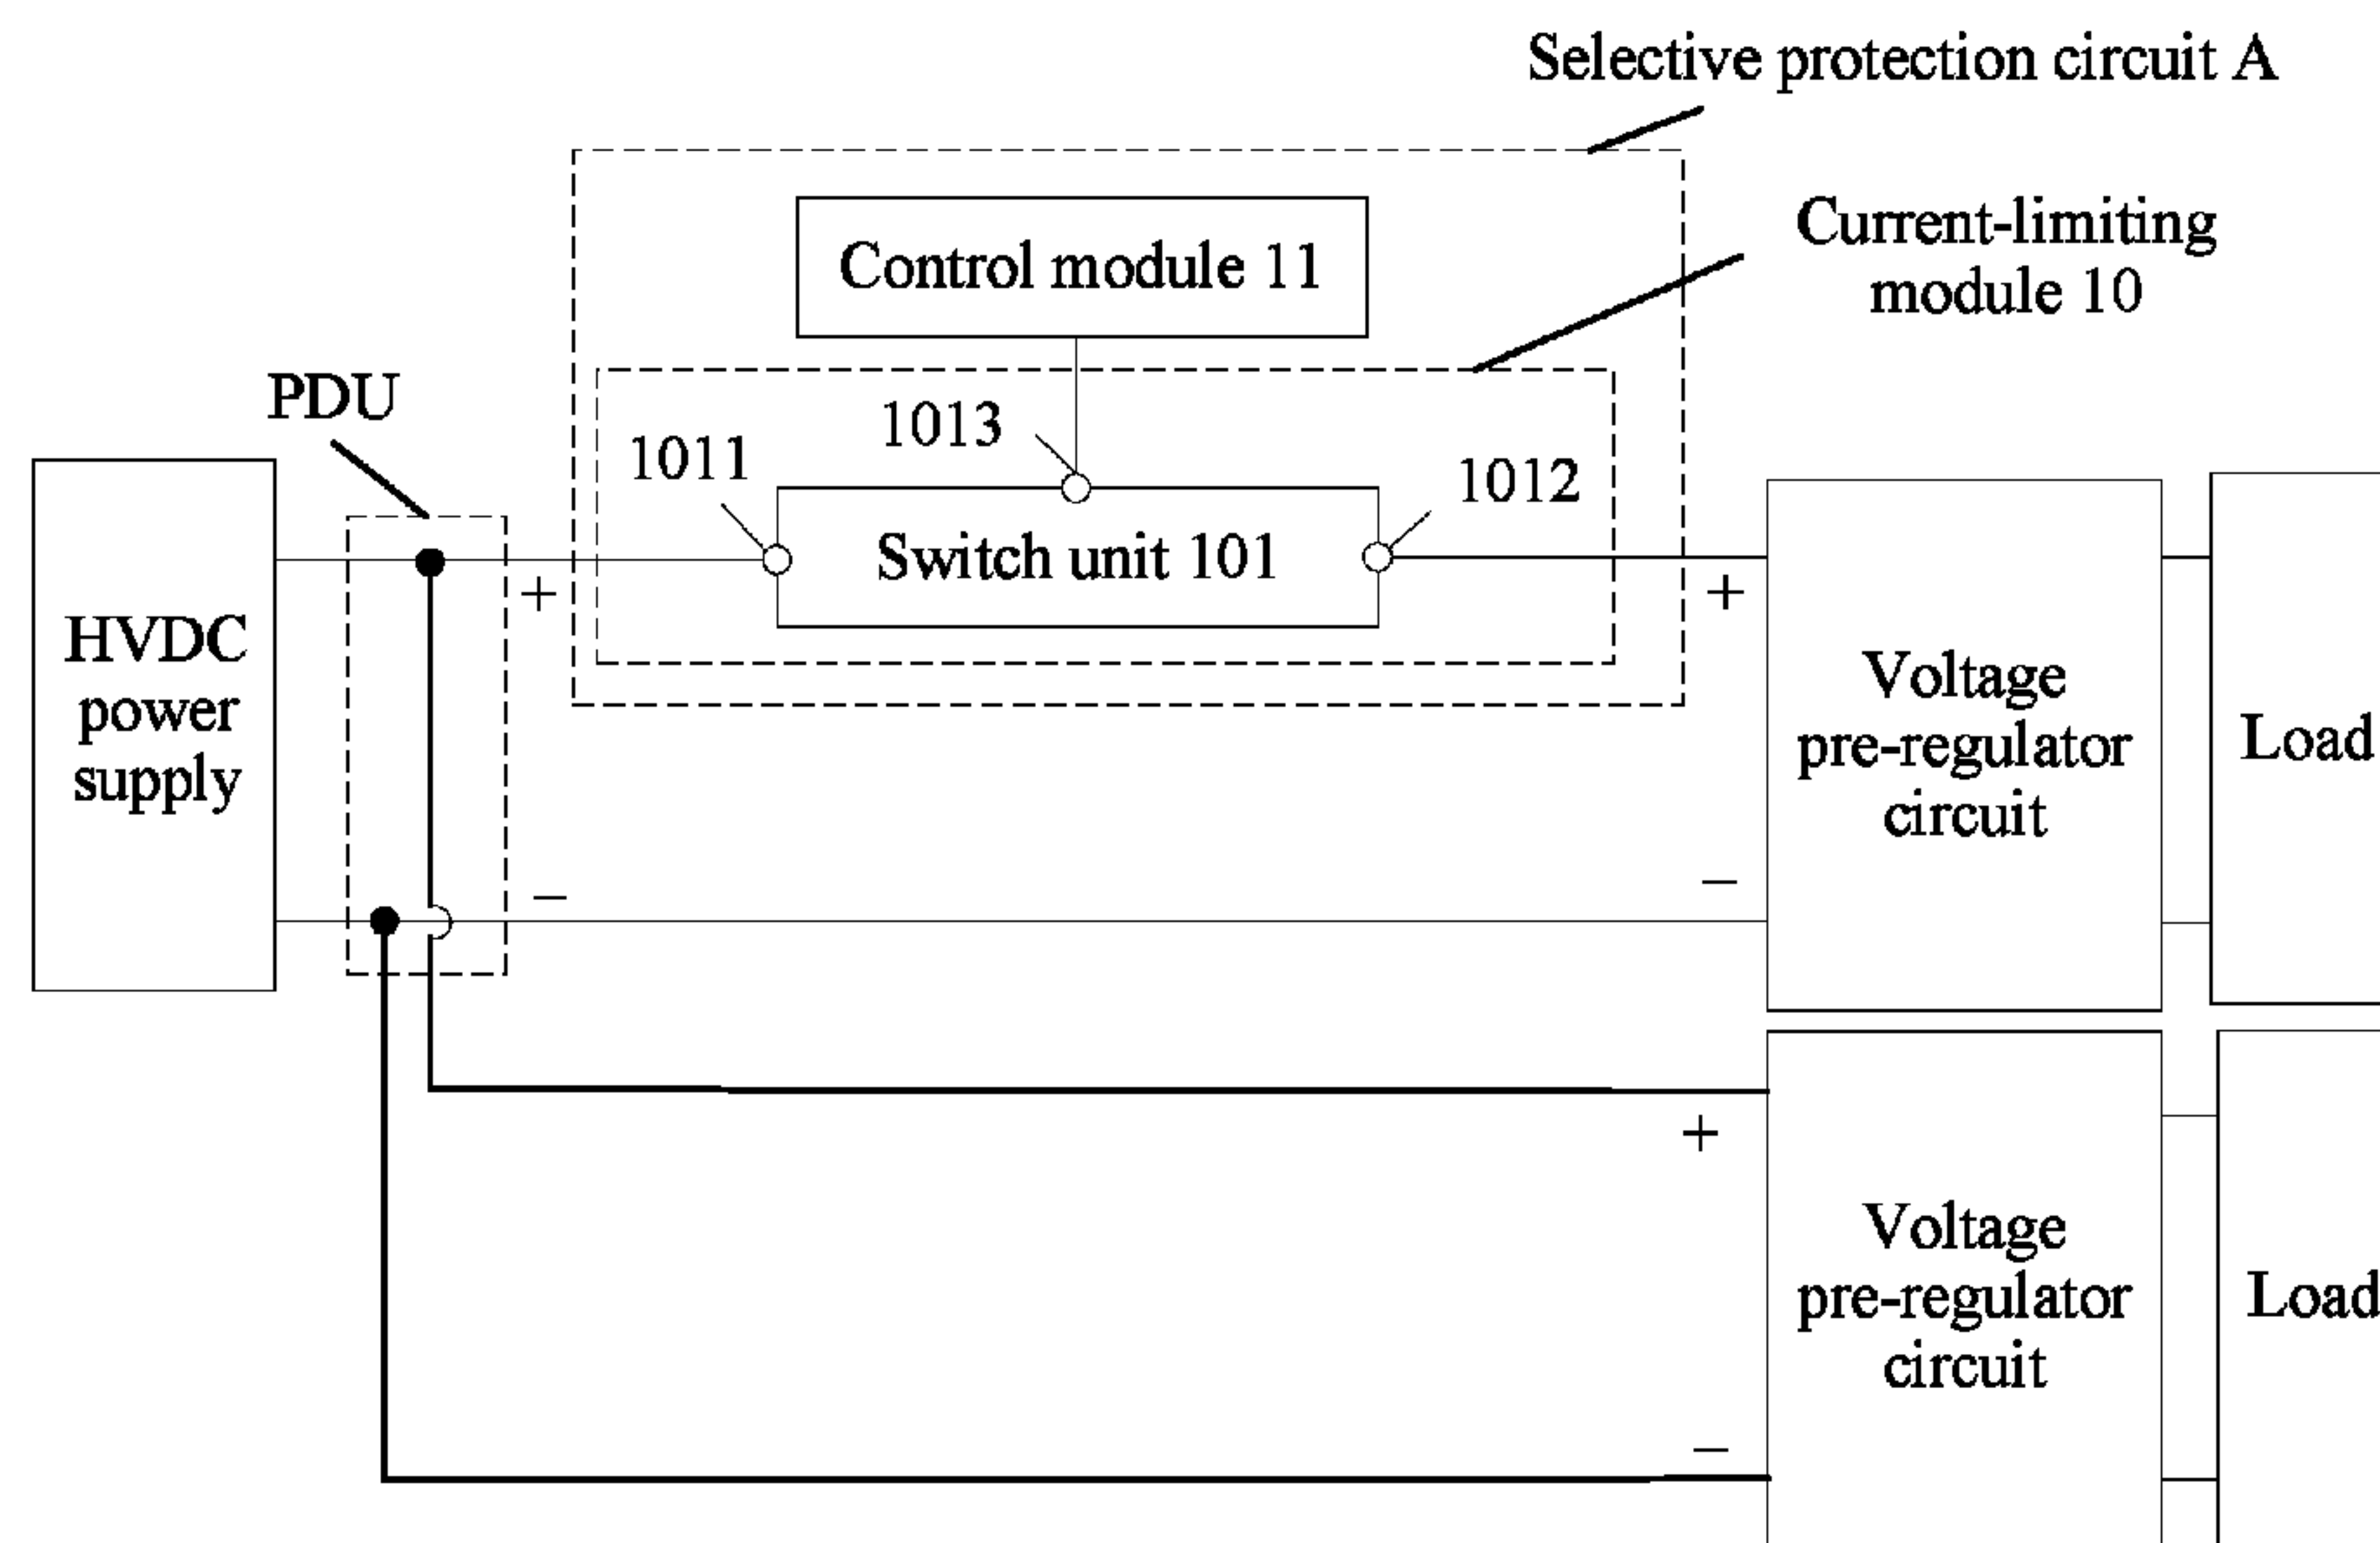 Selective protection circuit A
Control module 11
Current-limiting
module 10
PDU
1011
1013
1012
Switch unit 101
+
+
HVDC
power
supply
Voltage
pre-regulator
circuit
Load
−
−
+
Voltage
pre-regulator
circuit
Load
−